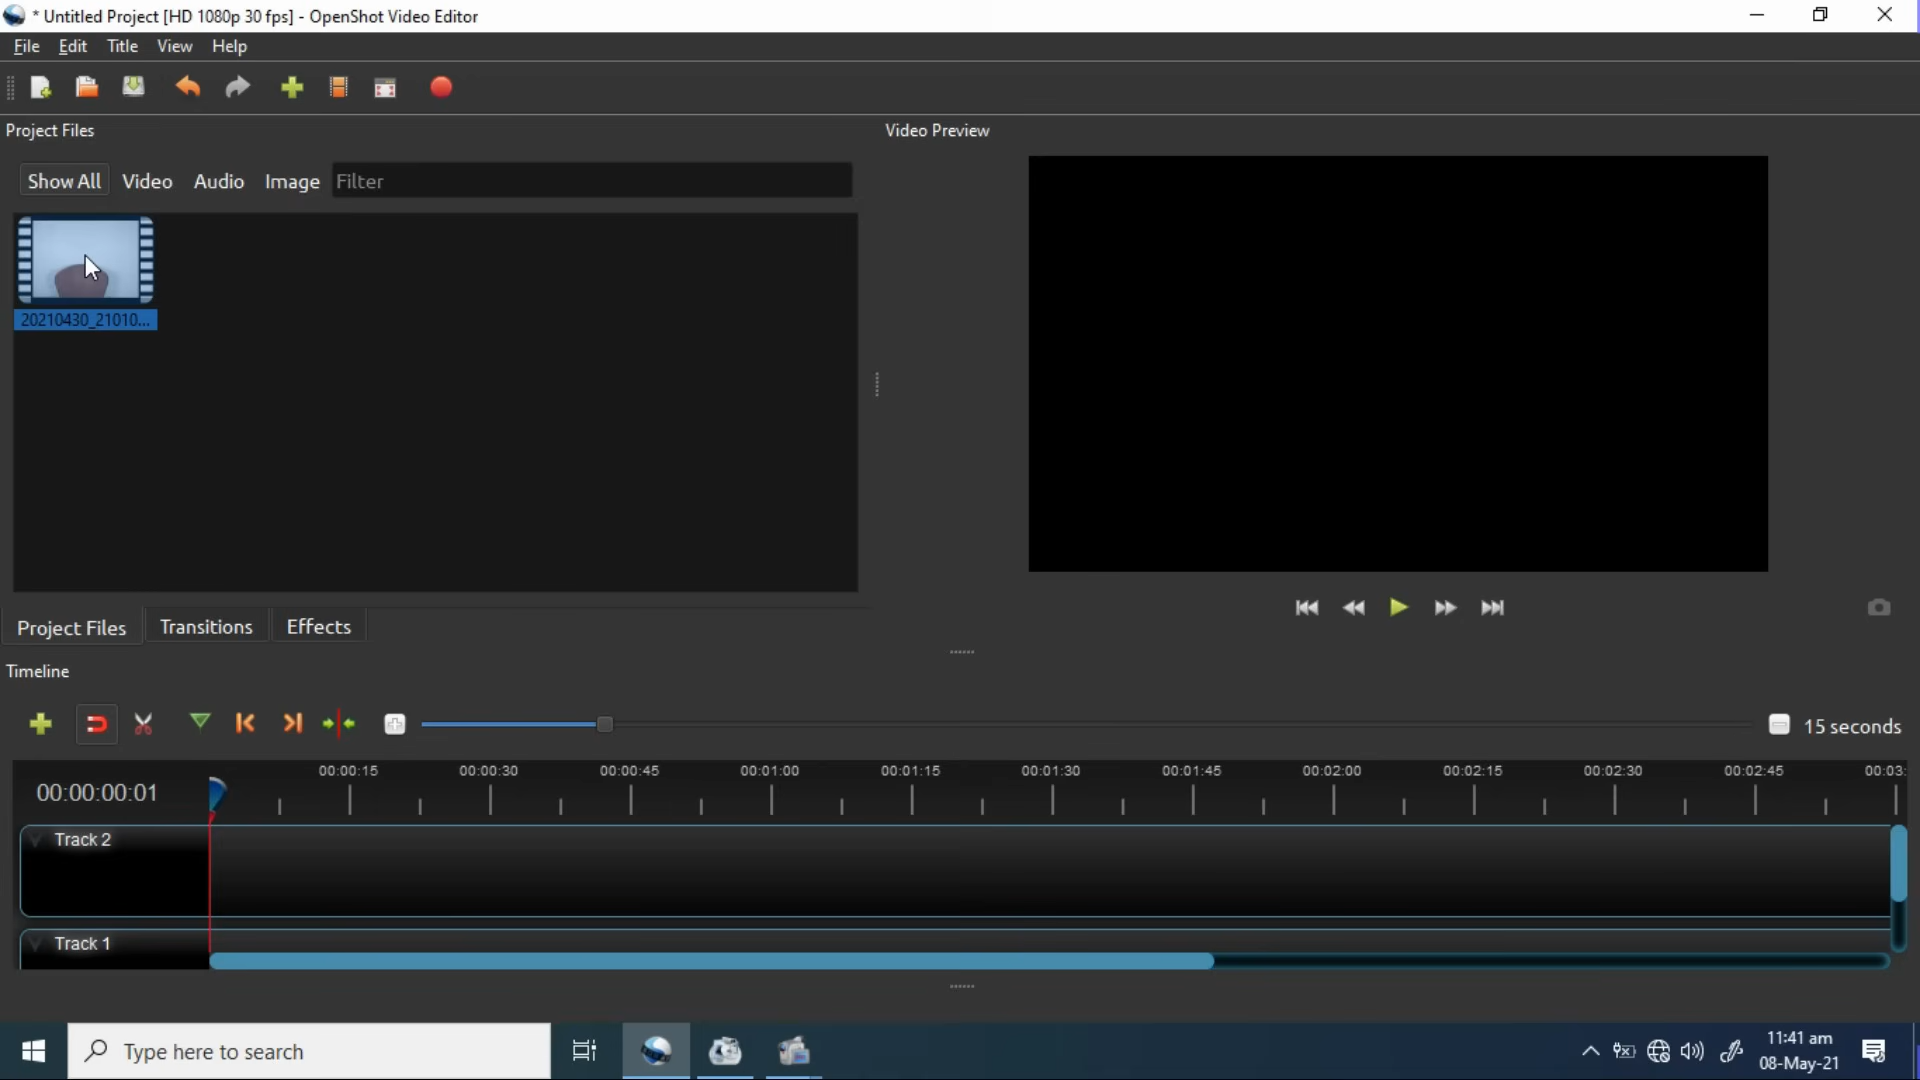 * Untitled Project [HD 1080p 30 fps] - OpenShot Video Editor
File Edit Title View Help
Project Files
Video Preview
Show All Video Audio Image Filter
20210430_21010...
Project Files Transitions Effects
Timeline
15 seconds
00:00:00:01
00:00:15 00:00:30 00:00:45 00:01:00 00:01:15 00:01:30 00:01:45 00:02:00 00:02:15 00:02:30 00:02:45 00:03:
Track 2
Track 1
Type here to search
11:41 am
08-May-21